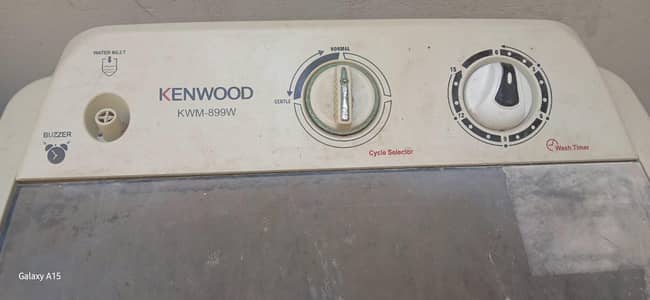 WATER INLET
KENWOOD
KWM-899W
BUZZER
NORMAL
GENTLE
Cycle Selector
15
Wash Timer
Galaxy A15